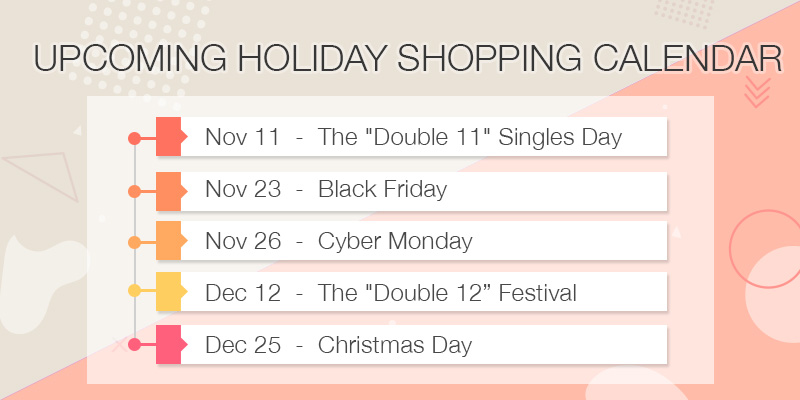 UPCOMING HOLIDAY SHOPPING CALENDAR
Nov 11 - The "Double 11" Singles Day
Nov 23 - Black Friday
Nov 26 - Cyber Monday
Dec 12 - The "Double 12” Festival
Dec 25 - Christmas Day